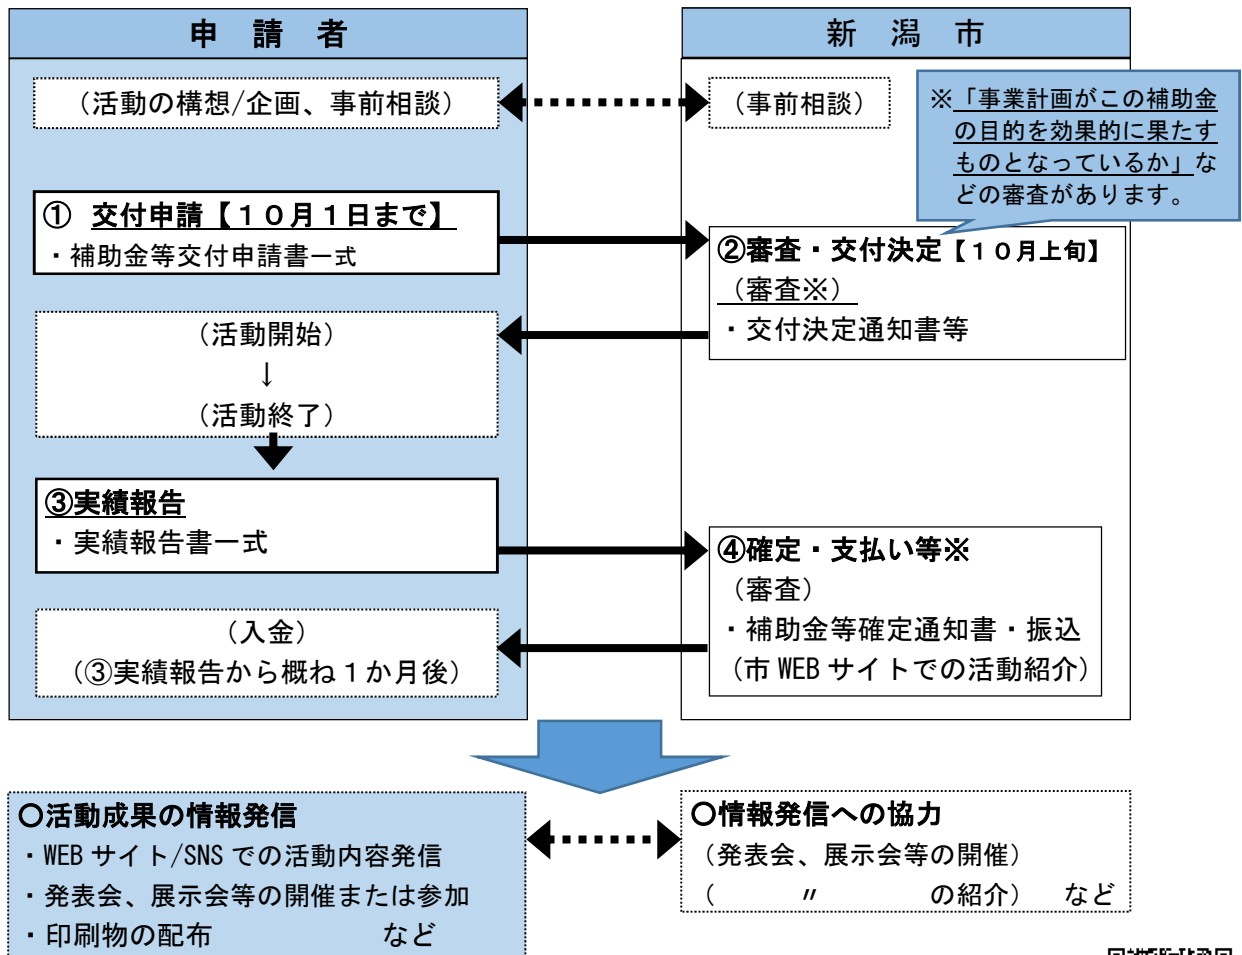 申　請　者
新　潟　市
（活動の構想/企画、事前相談）
（事前相談）
※「事業計画がこの補助金
の目的を効果的に果たす
ものとなっているか」な
どの審査があります。
①　交付申請【１０月１日まで】
・補助金等交付申請書一式
②審査・交付決定【１０月上旬】
（審査※）
・交付決定通知書等
（活動開始）
↓
（活動終了）
③実績報告
・実績報告書一式
④確定・支払い等※
（審査）
・補助金等確定通知書・振込
（市 WEB サイトでの活動紹介）
（入金）
（③実績報告から概ね１か月後）
〇活動成果の情報発信
・WEB サイト/SNS での活動内容発信
・発表会、展示会等の開催または参加
・印刷物の配布　　　　　など
〇情報発信への協力
（発表会、展示会等の開催）
（　　　〃　　　　の紹介）　など